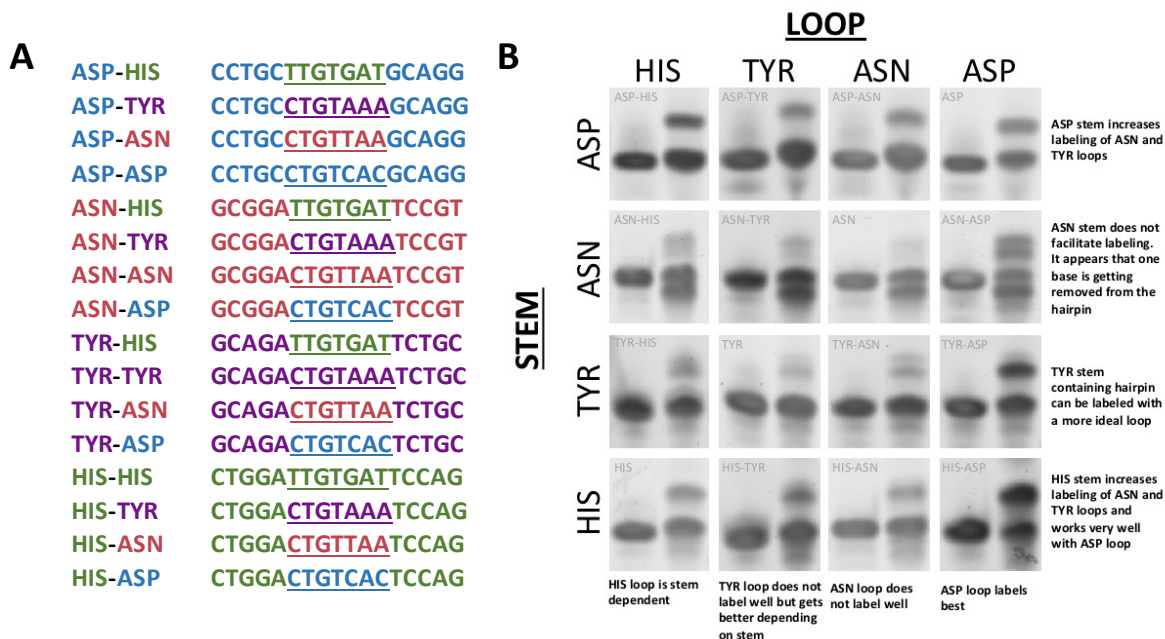 A
ASP-HIS CCTGCTTGTGATGCAGG
ASP-TYR CCTGCCTGTAAAGCAGG
ASP-ASN CCTGCCTGTTAAGCAGG
ASP-ASP CCTGCCTGTCACGCAGG
ASN-HIS GCGGATTGTGATTCCGT
ASN-TYR GCGGACTGTAAATCCGT
ASN-ASN GCGGACTGTTAATCCGT
ASN-ASP GCGGACTGTCACTCCGT
TYR-HIS GCAGATTGTGATTCTGC
TYR-TYR GCAGACTGTAAATCTGC
TYR-ASN GCAGACTGTTAATCTGC
TYR-ASP GCAGACTGTCACTCTGC
HIS-HIS CTGGATTGTGATTCCAG
HIS-TYR CTGGACTGTAAATCCAG
HIS-ASN CTGGACTGTTAATCCAG
HIS-ASP CTGGACTGTCACTCCAG
B
LOOP
HIS TYR ASN ASP
STEM
ASP
ASP-HIS ASP-TYR ASP-ASN ASP
ASP stem increases
labeling of ASN and
TYR loops
ASN
ASN-HIS ASN-TYR ASN ASN-ASP
ASN stem does not
facilitate labeling.
It appears that one
base is getting
removed from the
hairpin
TYR
TYR-HIS TYR TYR-ASN TYR-ASP
TYR stem
containing hairpin
can be labeled with
a more ideal loop
HIS
HIS HIS-TYR HIS-ASN HIS-ASP
HIS stem increases
labeling of ASN and
TYR loops and
works very well
with ASP loop
HIS loop is stem
dependent
TYR loop does not
label well but gets
better depending
on stem
ASN loop does
not label well
ASP loop labels
best